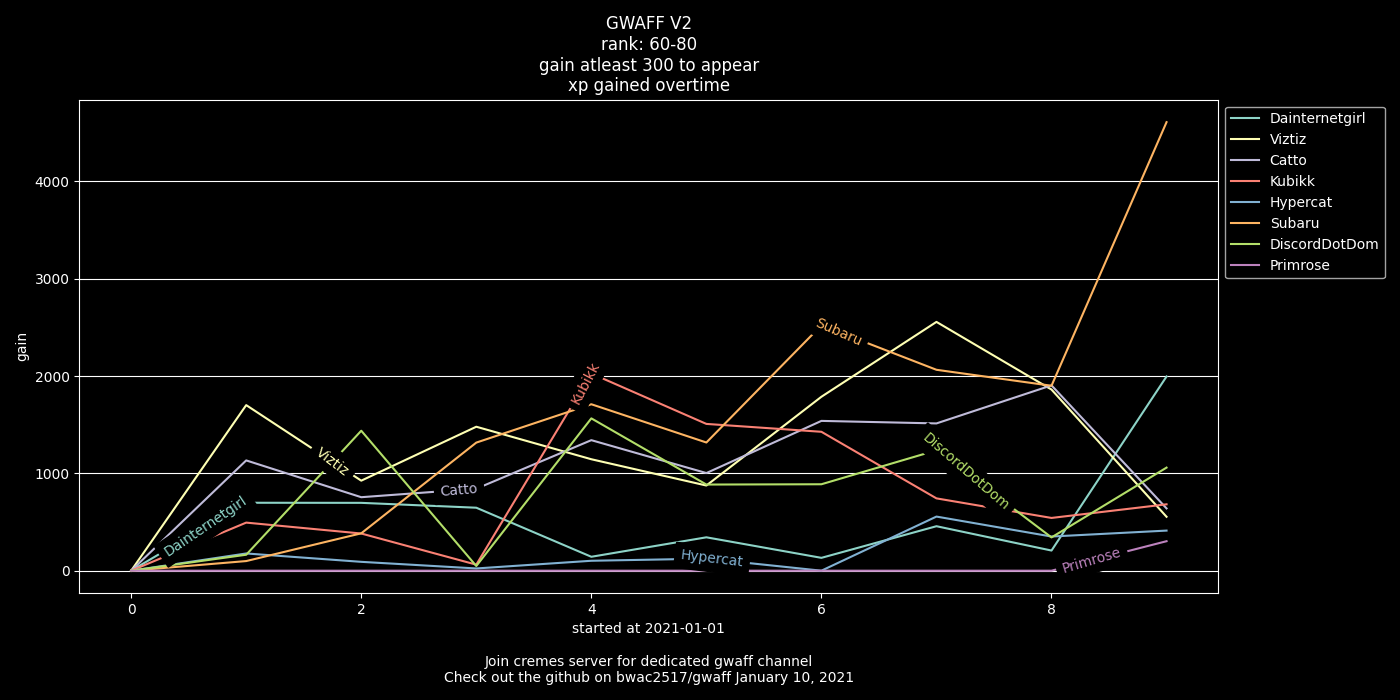 GWAFF V2
rank: 60-80
gain atleast 300 to appear
xp gained overtime
gain
4000
3000
2000
1000
0
0 2 4 6 8
Dainternetgirl
Viztiz
Catto
Kubikk
Hypercat
Subaru
DiscordDotDom
Primrose
Dainternetgirl
Viztiz
Catto
Kubikk
Hypercat
Subaru
DiscordDotDom
Primrose
started at 2021-01-01
Join cremes server for dedicated gwaff channel
Check out the github on bwac2517/gwaff January 10, 2021